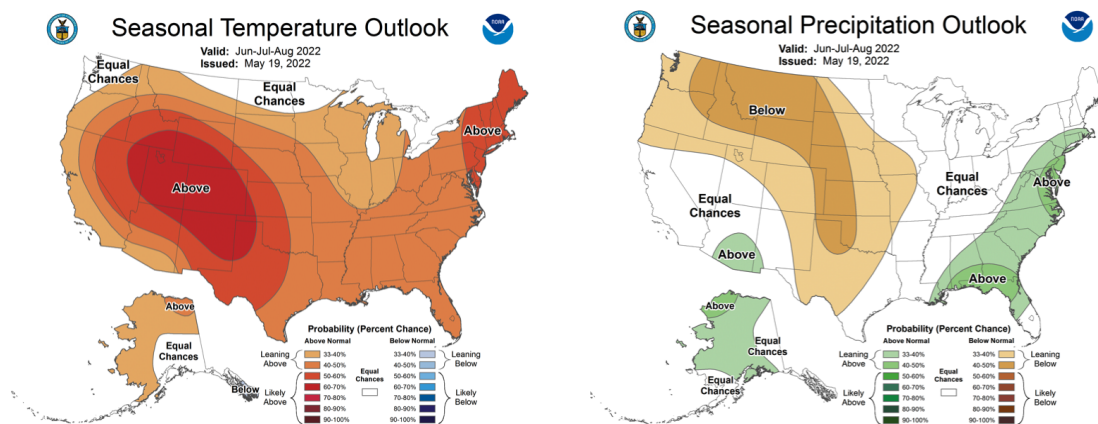 Seasonal Temperature Outlook
NOAA
Valid: Jun-Jul-Aug 2022
Issued: May 19, 2022
Equal
Chances
Equal
Chances
Above
Above
Above
Equal
Chances
Below
Probability (Percent Chance)
Above Normal
Below Normal
Leaning
Above
33-40%
40-50%
50-60%
60-70%
70-80%
80-90%
90-100%
Likely
Above
Equal
Chances
33-40%
40-50%
50-60%
60-70%
70-80%
80-90%
90-100%
Leaning
Below
Likely
Below
Seasonal Precipitation Outlook
NOAA
Valid: Jun-Jul-Aug 2022
Issued: May 19, 2022
Below
Equal
Chances
Equal
Chances
Above
Above
Above
Above
Equal
Chances
Equal
Chances
Probability (Percent Chance)
Above Normal
Below Normal
Leaning
Above
33-40%
40-50%
50-60%
60-70%
70-80%
80-90%
90-100%
Likely
Above
Equal
Chances
33-40%
40-50%
50-60%
60-70%
70-80%
80-90%
90-100%
Leaning
Below
Likely
Below